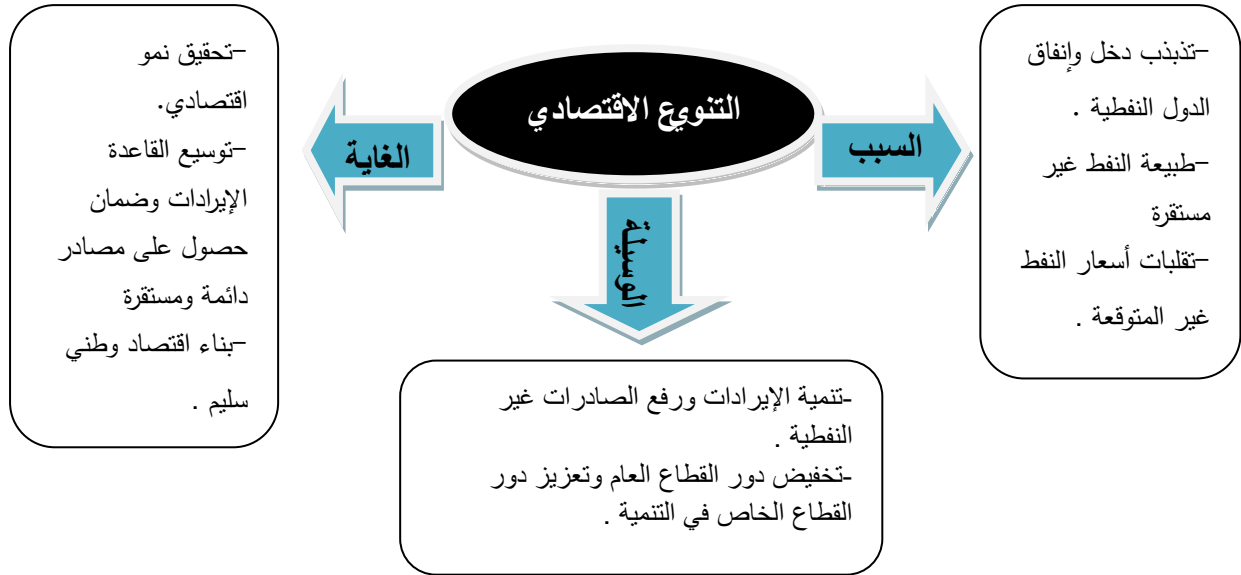 التنويع الاقتصادي
السبب
-تذبذب دخل وإنفاق
الدول النفطية .
-طبيعة النفط غير
مستقرة
-تقلبات أسعار النفط
غير المتوقعة .
الوسيلة
-تنمية الإيرادات ورفع الصادرات غير
النفطية .
-تخفيض دور القطاع العام وتعزيز دور
القطاع الخاص في التنمية .
الغاية
-تحقيق نمو
اقتصادي.
-توسيع القاعدة
الإيرادات وضمان
حصول على مصادر
دائمة ومستقرة
-بناء اقتصاد وطني
سليم .